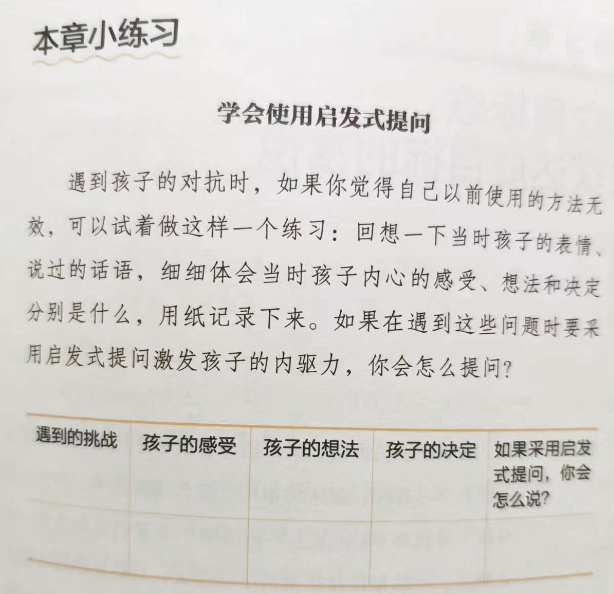 本章小练习
学会使用启发式提问
遇到孩子的对抗时，如果你觉得自己以前使用的方法无
效，可以试着做这样一个练习：回想一下当时孩子的表情、
说过的话语，细细体会当时孩子内心的感受、想法和决定
分别是什么，用纸记录下来。如果在遇到这些问题时要采
用启发式提问激发孩子的内驱力，你会怎么提问？
遇到的挑战
孩子的感受
孩子的想法
孩子的决定
如果采用启发
式提问，你会
怎么说？